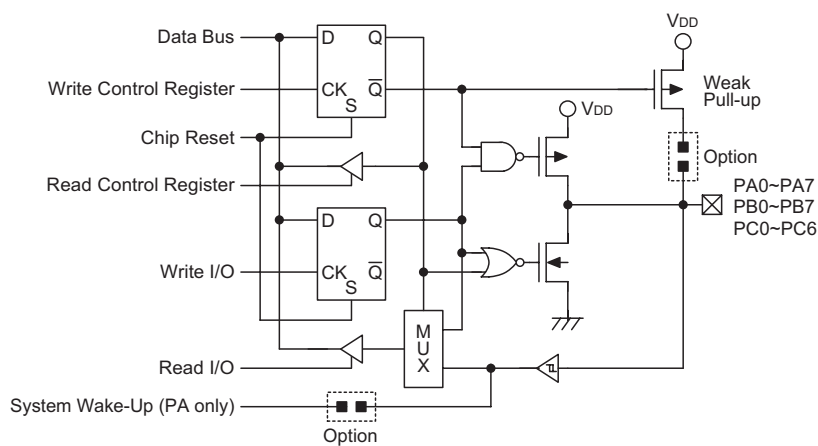 Data Bus
Write Control Register
Chip Reset
Read Control Register
Write I/O
Read I/O
System Wake-Up (PA only)
D Q
CK Q
S
D Q
CK Q
S
M
U
X
Option
VDD
VDD
Weak
Pull-up
Option
PA0~PA7
PB0~PB7
PC0~PC6